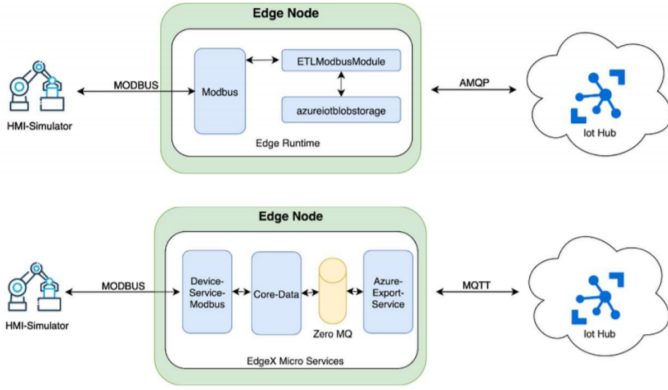 Edge Node
MODBUS
Modbus
ETLModbusModule
azureiotblobstorage
Edge Runtime
AMQP
HMI-Simulator
Iot Hub
Edge Node
MODBUS
Device-
Service-
Modbus
Core-Data
Zero MQ
Azure-
Export-
Service
EdgeX Micro Services
MQTT
HMI-Simulator
Iot Hub